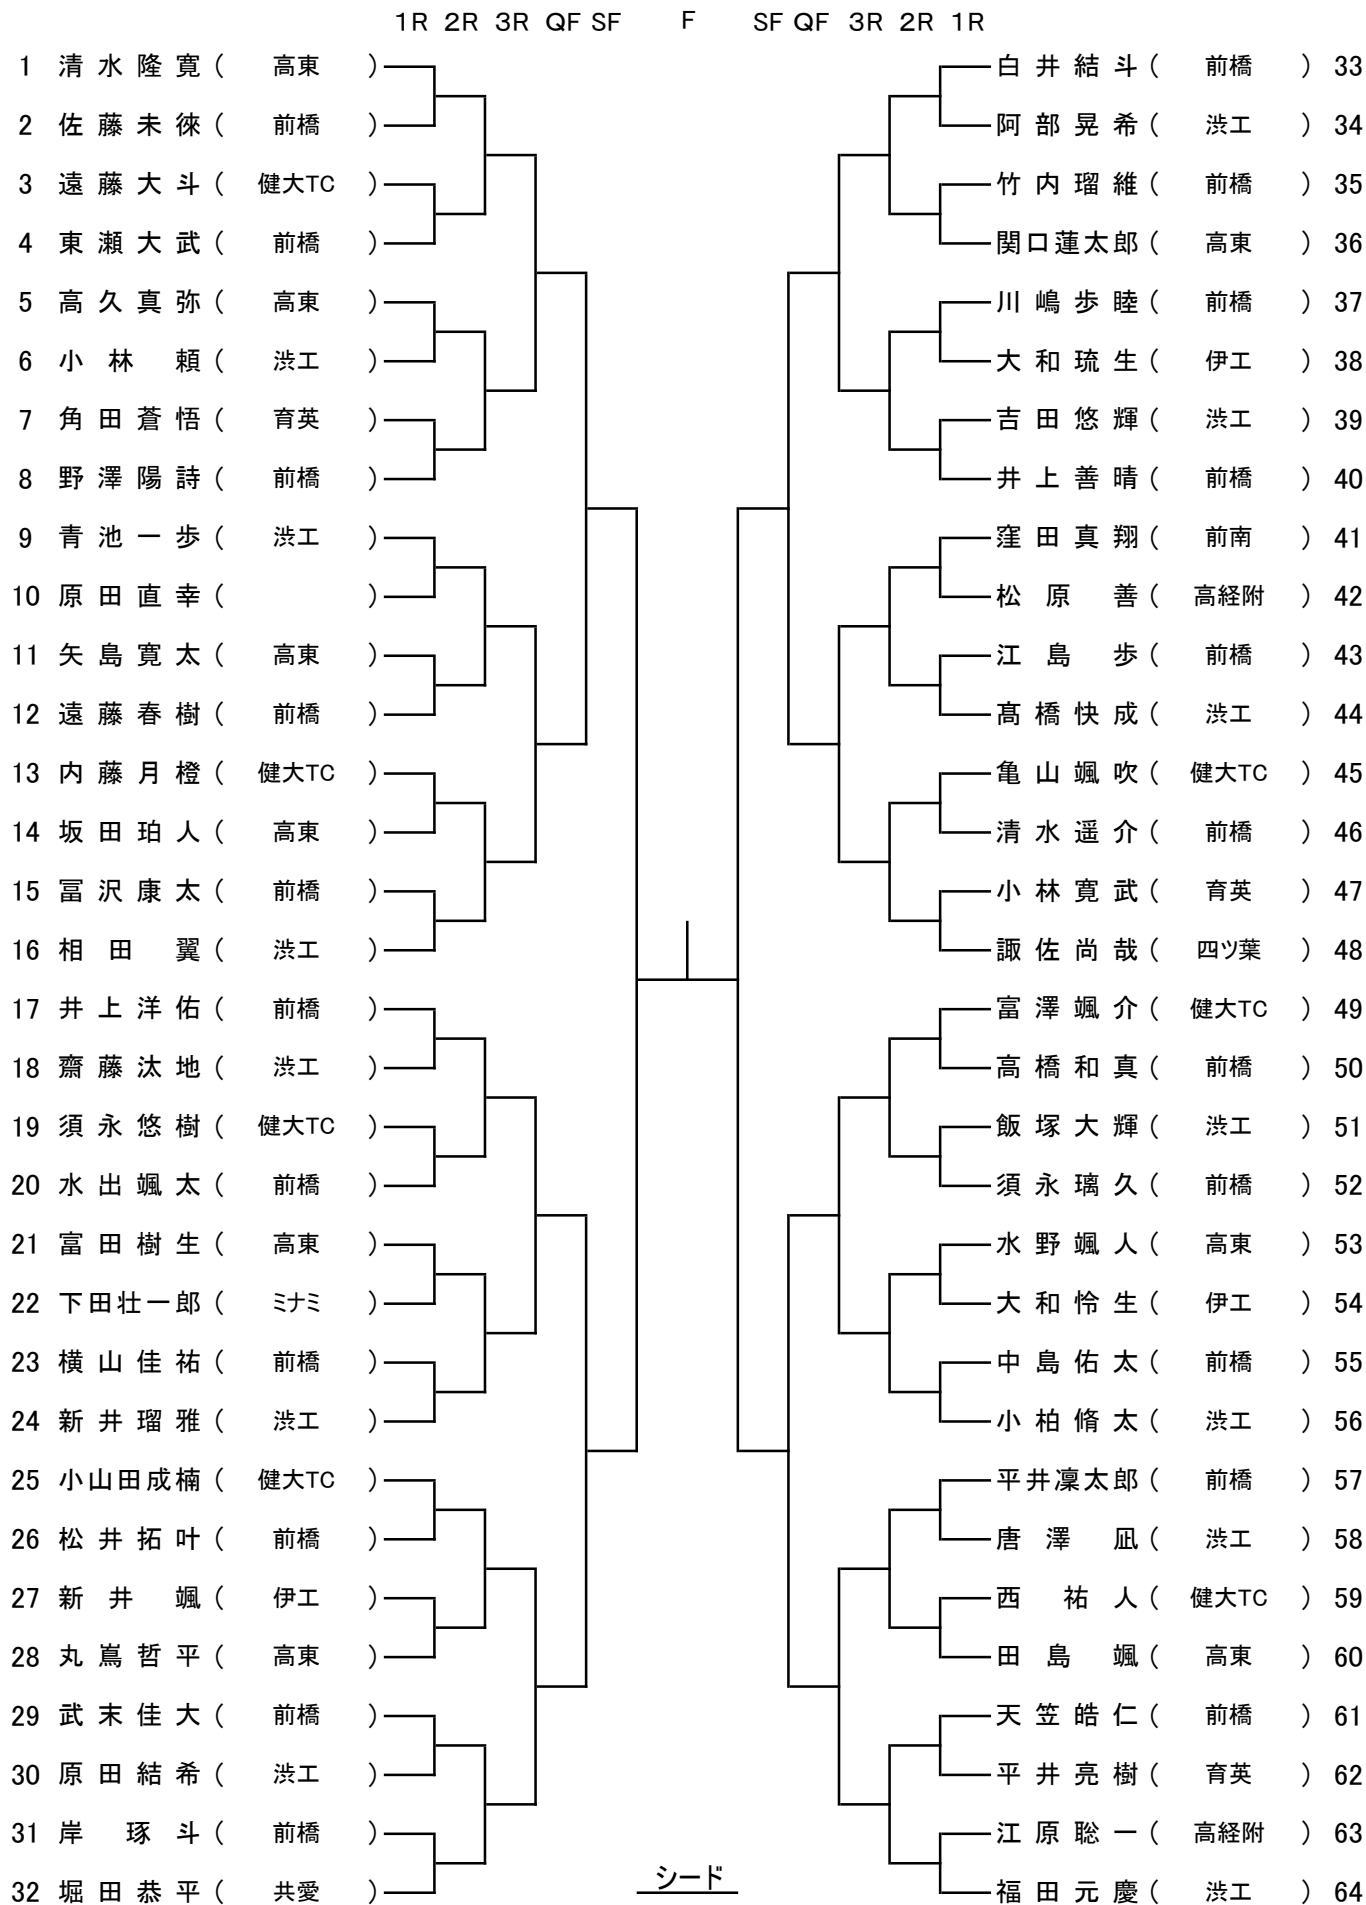 1R 2R 3R QF SF F SF QF 3R 2R 1R
1 清水隆寛（ 高東 ） 白井結斗（ 前橋 ） 33
2 佐藤未徠（ 前橋 ） 阿部晃希（ 渋工 ） 34
3 遠藤大斗（ 健大TC ） 竹内瑠維（ 前橋 ） 35
4 東瀬大武（ 前橋 ） 関口蓮太郎（ 高東 ） 36
5 高久真弥（ 高東 ） 川嶋歩睦（ 前橋 ） 37
6 小林　頼（ 渋工 ） 大和琉生（ 伊工 ） 38
7 角田蒼悟（ 育英 ） 吉田悠輝（ 渋工 ） 39
8 野澤陽詩（ 前橋 ） 井上善晴（ 前橋 ） 40
9 青池一歩（ 渋工 ） 窪田真翔（ 前南 ） 41
10 原田直幸（ ） 松原　善（ 高経附 ） 42
11 矢島寛太（ 高東 ） 江島　歩（ 前橋 ） 43
12 遠藤春樹（ 前橋 ） 髙橋快成（ 渋工 ） 44
13 内藤月橙（ 健大TC ） 亀山颯吹（ 健大TC ） 45
14 坂田珀人（ 高東 ） 清水遥介（ 前橋 ） 46
15 冨沢康太（ 前橋 ） 小林寛武（ 育英 ） 47
16 相田　翼（ 渋工 ） 諏佐尚哉（ 四ツ葉 ） 48
17 井上洋佑（ 前橋 ） 富澤颯介（ 健大TC ） 49
18 齋藤汰地（ 渋工 ） 高橋和真（ 前橋 ） 50
19 須永悠樹（ 健大TC ） 飯塚大輝（ 渋工 ） 51
20 水出颯太（ 前橋 ） 須永璃久（ 前橋 ） 52
21 富田樹生（ 高東 ） 水野颯人（ 高東 ） 53
22 下田壮一郎（ ミナミ ） 大和怜生（ 伊工 ） 54
23 横山佳祐（ 前橋 ） 中島佑太（ 前橋 ） 55
24 新井瑠雅（ 渋工 ） 小柏脩太（ 渋工 ） 56
25 小山田成楠（ 健大TC ） 平井凜太郎（ 前橋 ） 57
26 松井拓叶（ 前橋 ） 唐澤　凪（ 渋工 ） 58
27 新井　颯（ 伊工 ） 西　祐人（ 健大TC ） 59
28 丸嶌哲平（ 高東 ） 田島　颯（ 高東 ） 60
29 武末佳大（ 前橋 ） 天笠皓仁（ 前橋 ） 61
30 原田結希（ 渋工 ） 平井亮樹（ 育英 ） 62
31 岸　琢斗（ 前橋 ） 江原聡一（ 高経附 ） 63
32 堀田恭平（ 共愛 ） シード 福田元慶（ 渋工 ） 64